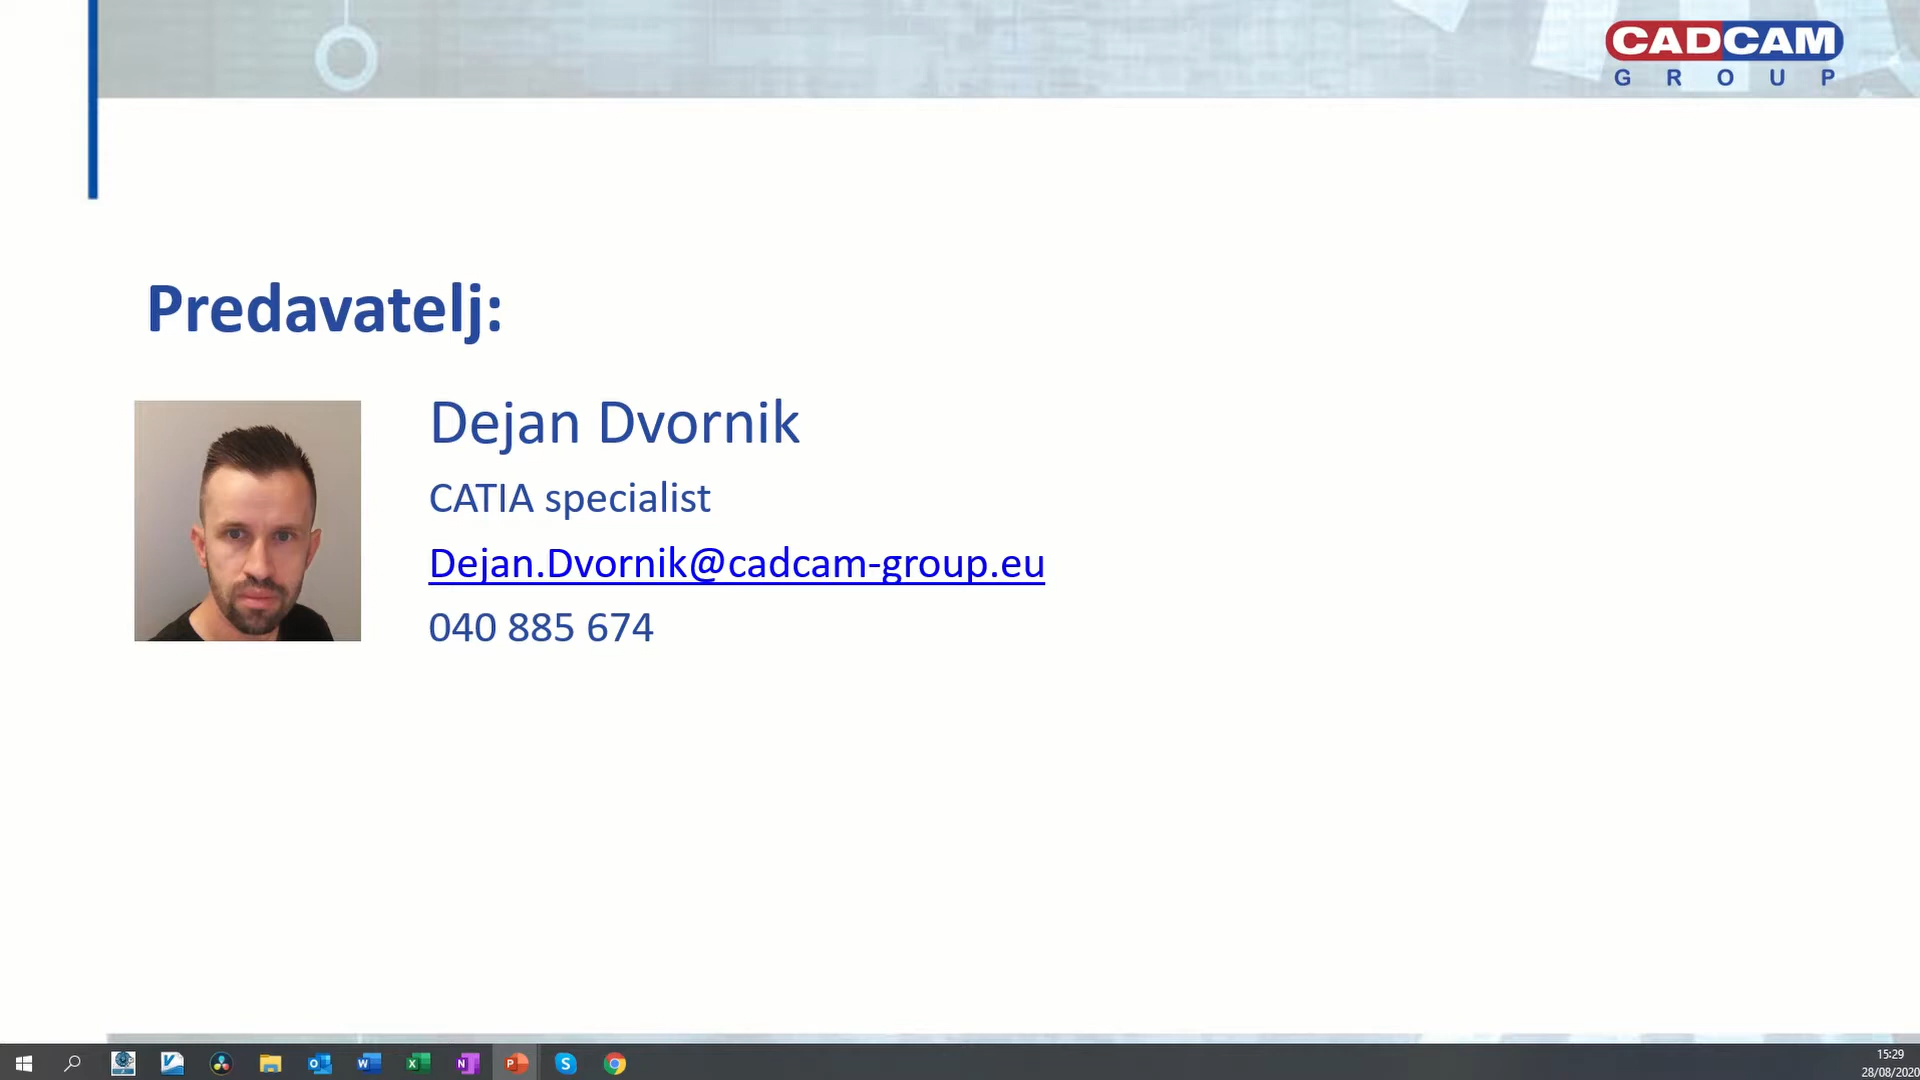 CADCAM
GROUP
Predavatelj:
Dejan Dvornik
CATIA specialist
Dejan.Dvornik@cadcam-group.eu
040 885 674
15:29
28/08/2020